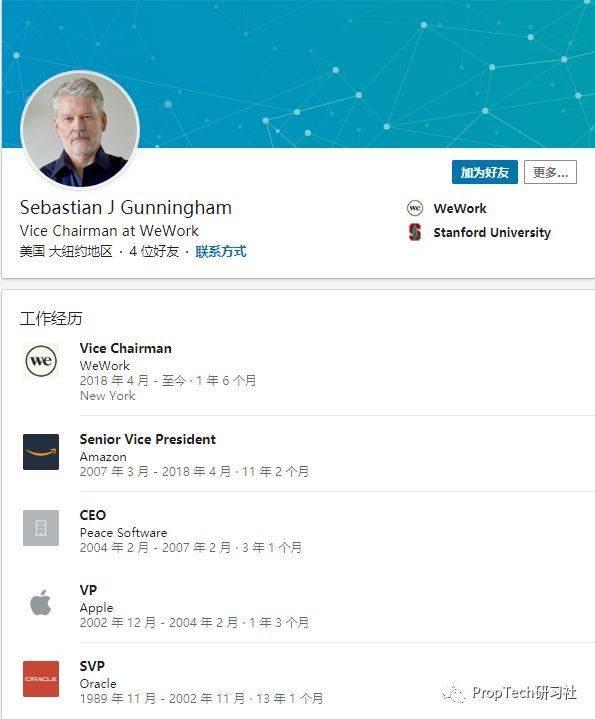 加为好友
更多...
Sebastian J Gunningham
Vice Chairman at WeWork
美国 大纽约地区 · 4 位好友 · 联系方式
we WeWork
Stanford University
工作经历
we
Vice Chairman
WeWork
2018 年 4 月 - 至今 · 1 年 6 个月
New York
Senior Vice President
Amazon
2007 年 3 月 - 2018 年 4 月 · 11 年 2 个月
CEO
Peace Software
2004 年 2 月 - 2007 年 2 月 · 3 年 1 个月
VP
Apple
2002 年 12 月 - 2004 年 2 月 · 1 年 3 个月
ORACLE
SVP
Oracle
1989 年 11 月 - 2002 年 11 月 · 13 年 1 个月
PropTech研习社